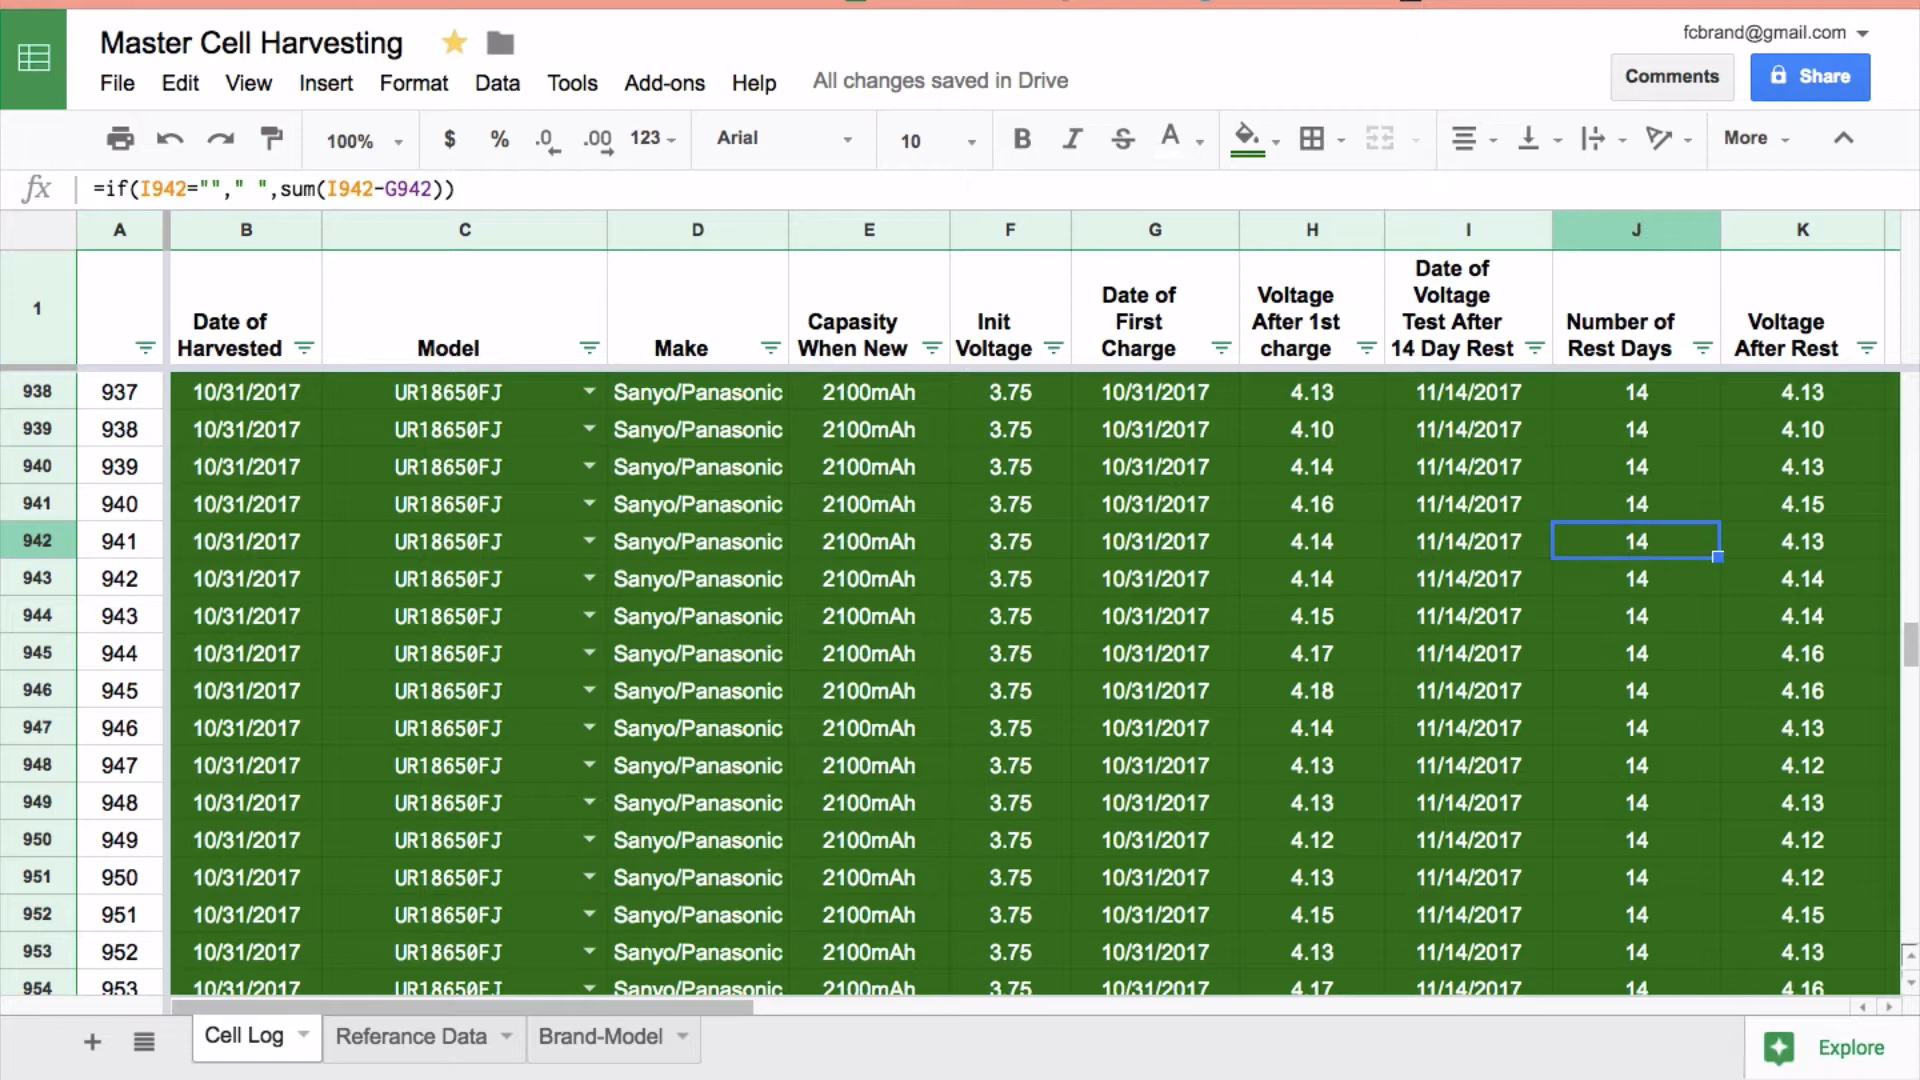 Master Cell Harvesting
fcbrand@gmail.com
File Edit View Insert Format Data Tools Add-ons Help All changes saved in Drive
Comments Share
100% $ % .0 .00 123 Arial 10 B I S A More
fx =if(I942=""," ",sum(I942-G942))
A B C D E F G H I J K
1 Date of Harvested Model Make Capasity When New Init Voltage Date of First Charge Voltage After 1st charge Date of Voltage Test After 14 Day Rest Number of Rest Days Voltage After Rest
938 937 10/31/2017 UR18650FJ Sanyo/Panasonic 2100mAh 3.75 10/31/2017 4.13 11/14/2017 14 4.13
939 938 10/31/2017 UR18650FJ Sanyo/Panasonic 2100mAh 3.75 10/31/2017 4.10 11/14/2017 14 4.10
940 939 10/31/2017 UR18650FJ Sanyo/Panasonic 2100mAh 3.75 10/31/2017 4.14 11/14/2017 14 4.13
941 940 10/31/2017 UR18650FJ Sanyo/Panasonic 2100mAh 3.75 10/31/2017 4.16 11/14/2017 14 4.15
942 941 10/31/2017 UR18650FJ Sanyo/Panasonic 2100mAh 3.75 10/31/2017 4.14 11/14/2017 14 4.13
943 942 10/31/2017 UR18650FJ Sanyo/Panasonic 2100mAh 3.75 10/31/2017 4.14 11/14/2017 14 4.14
944 943 10/31/2017 UR18650FJ Sanyo/Panasonic 2100mAh 3.75 10/31/2017 4.15 11/14/2017 14 4.14
945 944 10/31/2017 UR18650FJ Sanyo/Panasonic 2100mAh 3.75 10/31/2017 4.17 11/14/2017 14 4.16
946 945 10/31/2017 UR18650FJ Sanyo/Panasonic 2100mAh 3.75 10/31/2017 4.18 11/14/2017 14 4.16
947 946 10/31/2017 UR18650FJ Sanyo/Panasonic 2100mAh 3.75 10/31/2017 4.14 11/14/2017 14 4.13
948 947 10/31/2017 UR18650FJ Sanyo/Panasonic 2100mAh 3.75 10/31/2017 4.13 11/14/2017 14 4.12
949 948 10/31/2017 UR18650FJ Sanyo/Panasonic 2100mAh 3.75 10/31/2017 4.13 11/14/2017 14 4.13
950 949 10/31/2017 UR18650FJ Sanyo/Panasonic 2100mAh 3.75 10/31/2017 4.12 11/14/2017 14 4.12
951 950 10/31/2017 UR18650FJ Sanyo/Panasonic 2100mAh 3.75 10/31/2017 4.13 11/14/2017 14 4.12
952 951 10/31/2017 UR18650FJ Sanyo/Panasonic 2100mAh 3.75 10/31/2017 4.15 11/14/2017 14 4.15
953 952 10/31/2017 UR18650FJ Sanyo/Panasonic 2100mAh 3.75 10/31/2017 4.13 11/14/2017 14 4.13
954 953 10/31/2017 UR18650FJ Sanyo/Panasonic 2100mAh 3.75 10/31/2017 4.17 11/14/2017 14 4.16
Cell Log Referance Data Brand-Model Explore